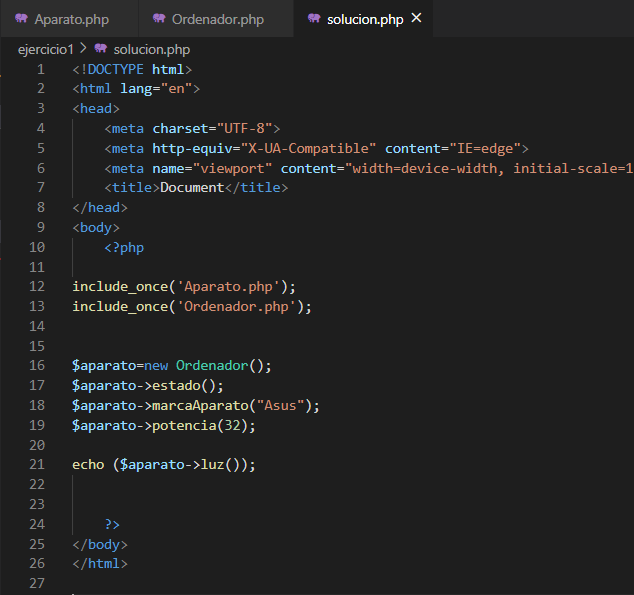 Aparato.php Ordenador.php solucion.php ×
ejercicio1 > solucion.php
1 <!DOCTYPE html>
2 <html lang="en">
3 <head>
4 <meta charset="UTF-8">
5 <meta http-equiv="X-UA-Compatible" content="IE=edge">
6 <meta name="viewport" content="width=device-width, initial-scale=1
7 <title>Document</title>
8 </head>
9 <body>
10 <?php
11
12 include_once('Aparato.php');
13 include_once('Ordenador.php');
14
15
16 $aparato=new Ordenador();
17 $aparato->estado();
18 $aparato->marcaAparato("Asus");
19 $aparato->potencia(32);
20
21 echo ($aparato->luz());
22
23
24 ?>
25 </body>
26 </html>
27